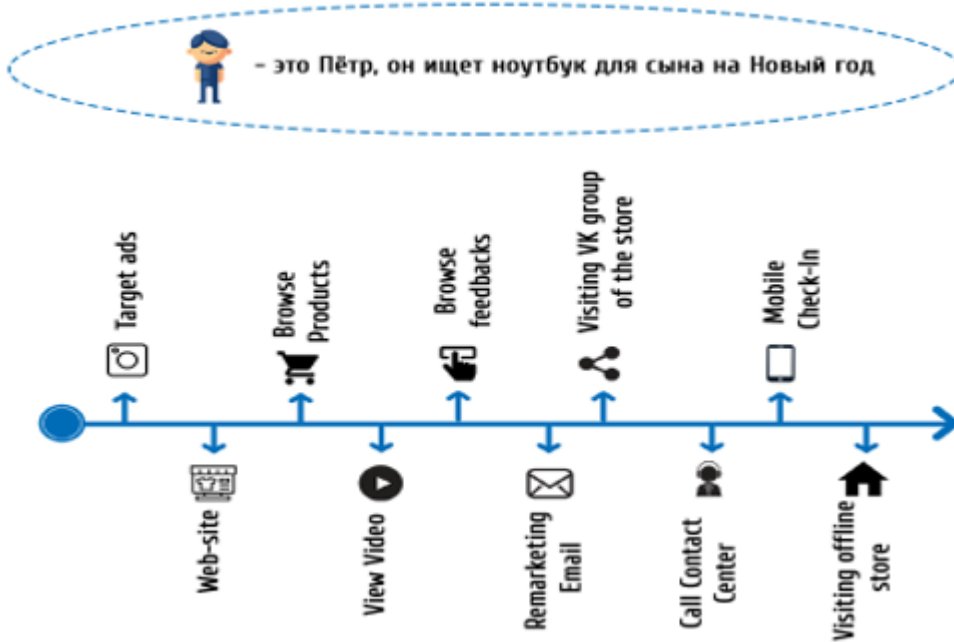 - это Пётр, он ищет ноутбук для сына на Новый год
Target ads
Web-site
Browse
Products
View Video
Browse
feedbacks
Remarketing
Email
Visiting VK group
of the store
Call Contact
Center
Mobile
Check-In
Visiting offline
store